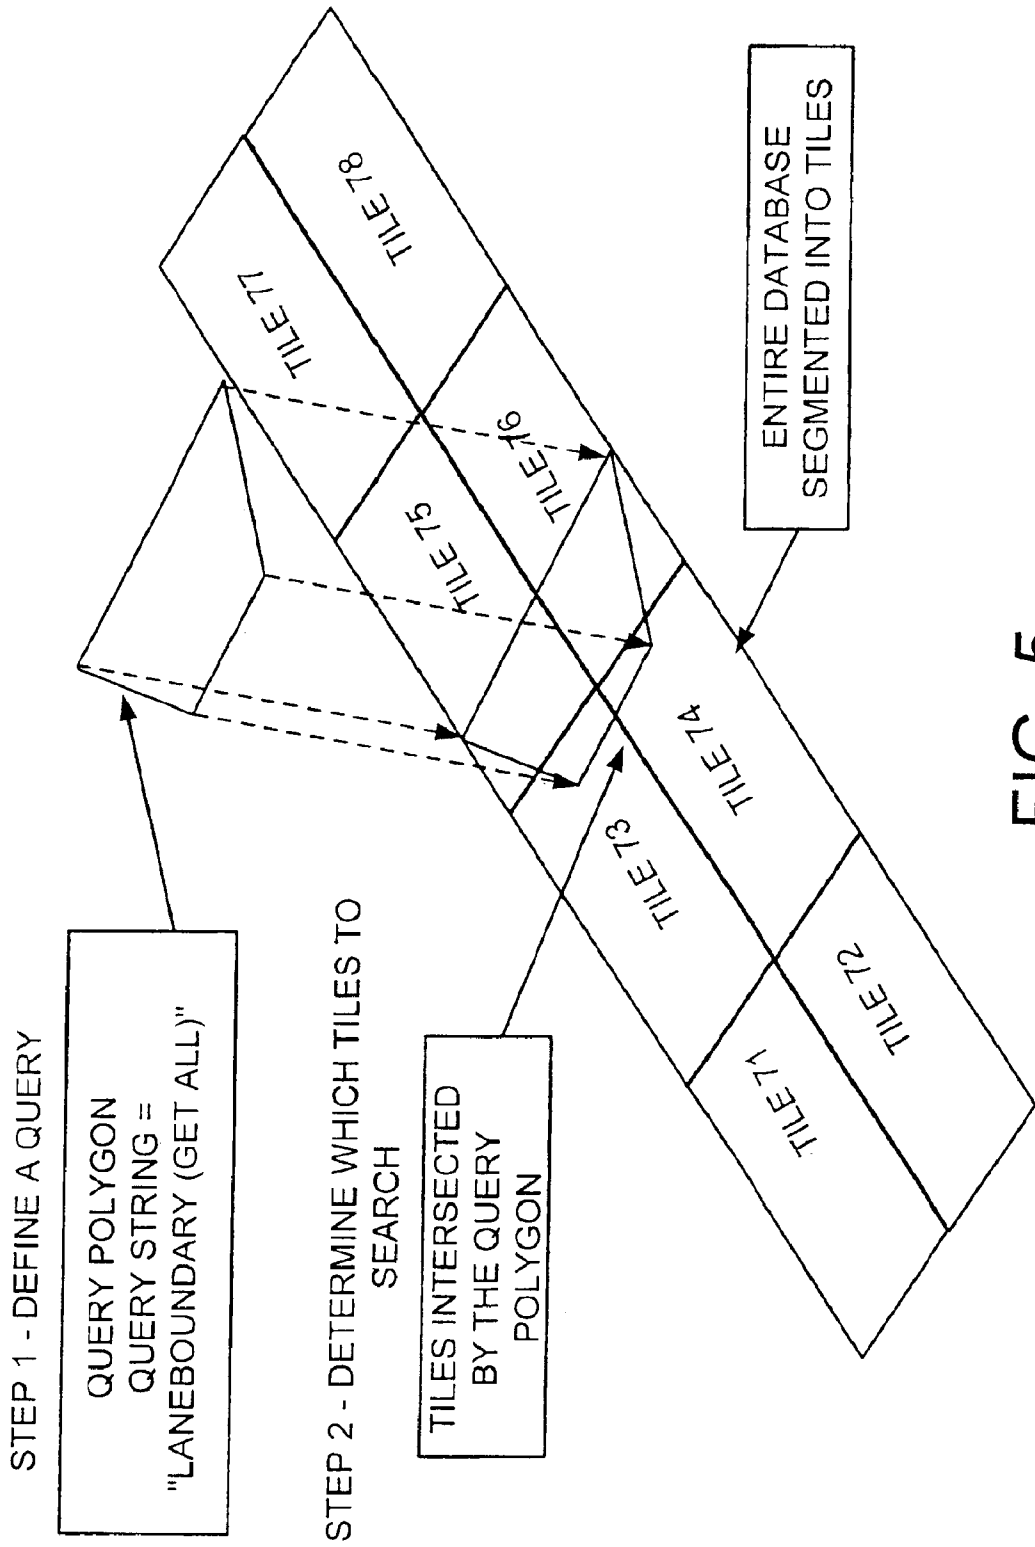 STEP 1 - DEFINE A QUERY
QUERY POLYGON
QUERY STRING =
"LANEBOUNDARY (GET ALL)"
STEP 2 - DETERMINE WHICH TILES TO
SEARCH
TILES INTERSECTED
BY THE QUERY
POLYGON
TILE 71
TILE 72
TILE 73
TILE 74
TILE 75
TILE 76
TILE 77
TILE 78
ENTIRE DATABASE
SEGMENTED INTO TILES
FIG. 5